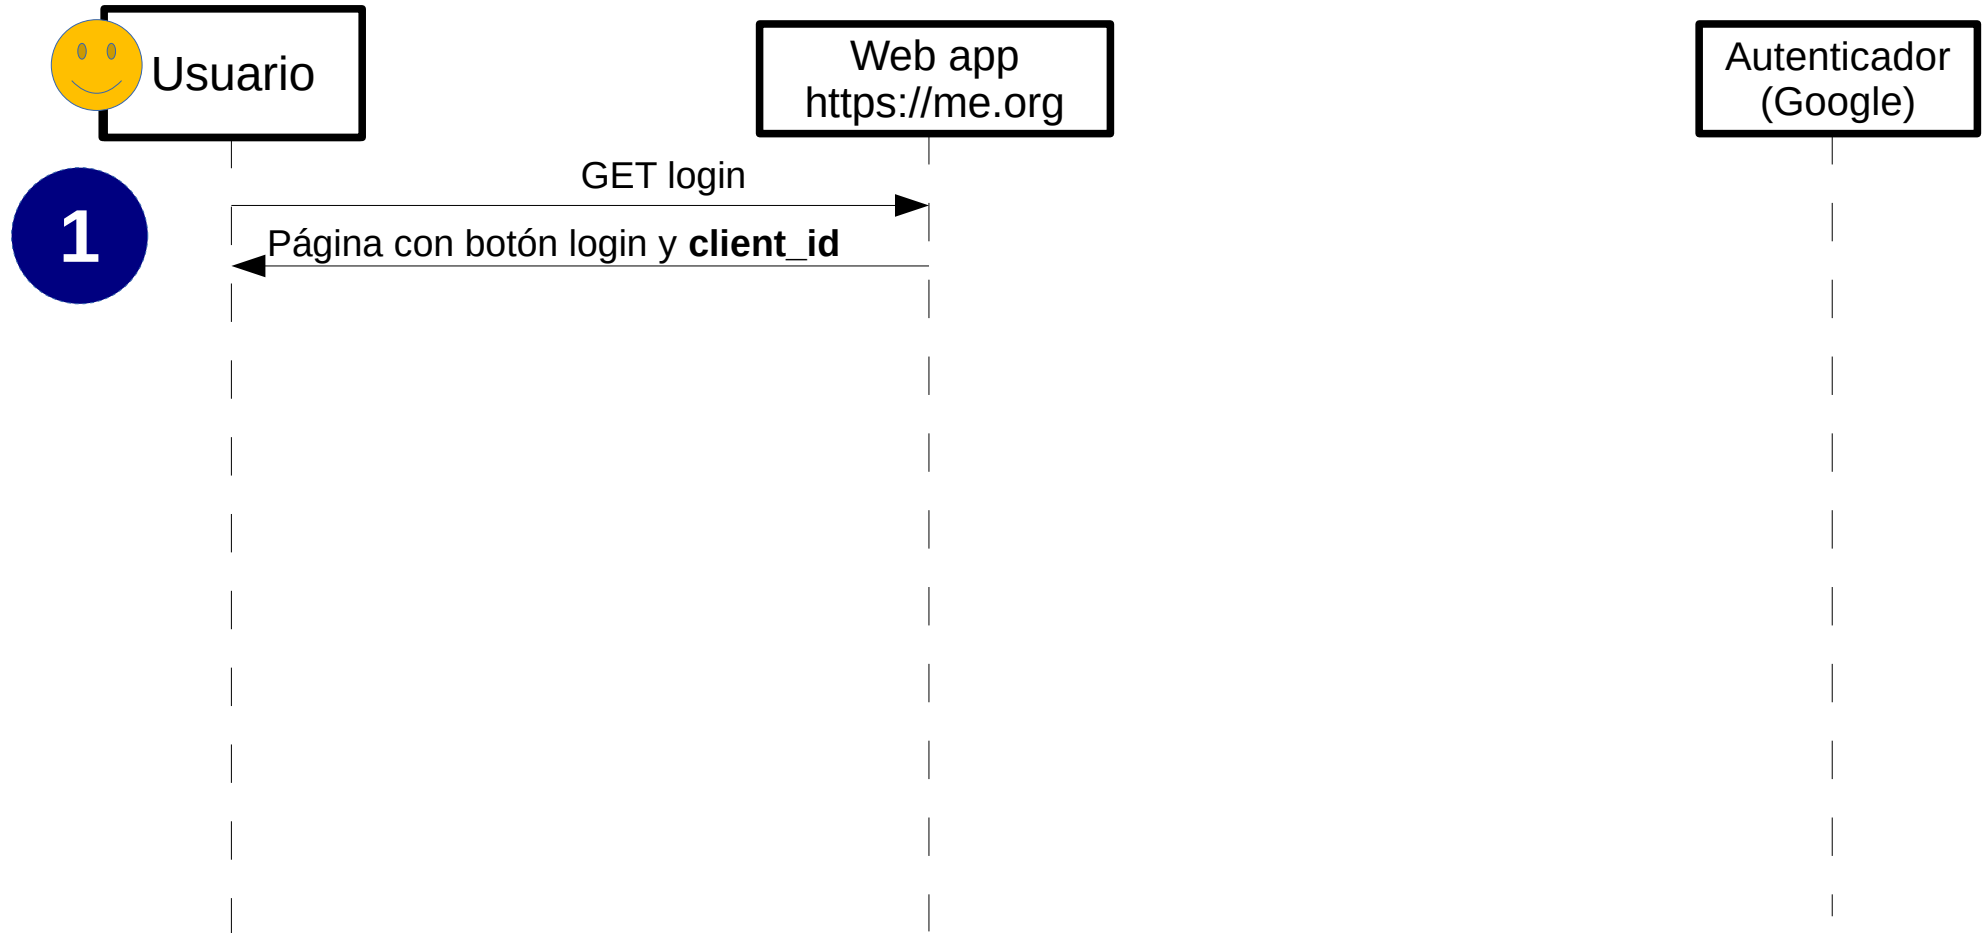 Usuario
Web app
https://me.org
Autenticador
(Google)
1
GET login
Página con botón login y client_id